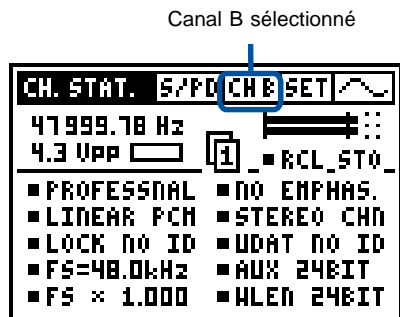 Canal B sélectionné
CH. STAT. S/PD CH B SET
47999.78 Hz
4.3 Vpp
1 RCL_STO_
PROFESSNAL NO EMPHAS.
LINEAR PCM STEREO CHN
LOCK NO ID UDAT NO ID
FS=48.0kHz AUX 24BIT
FS × 1.000 WLEN 24BIT